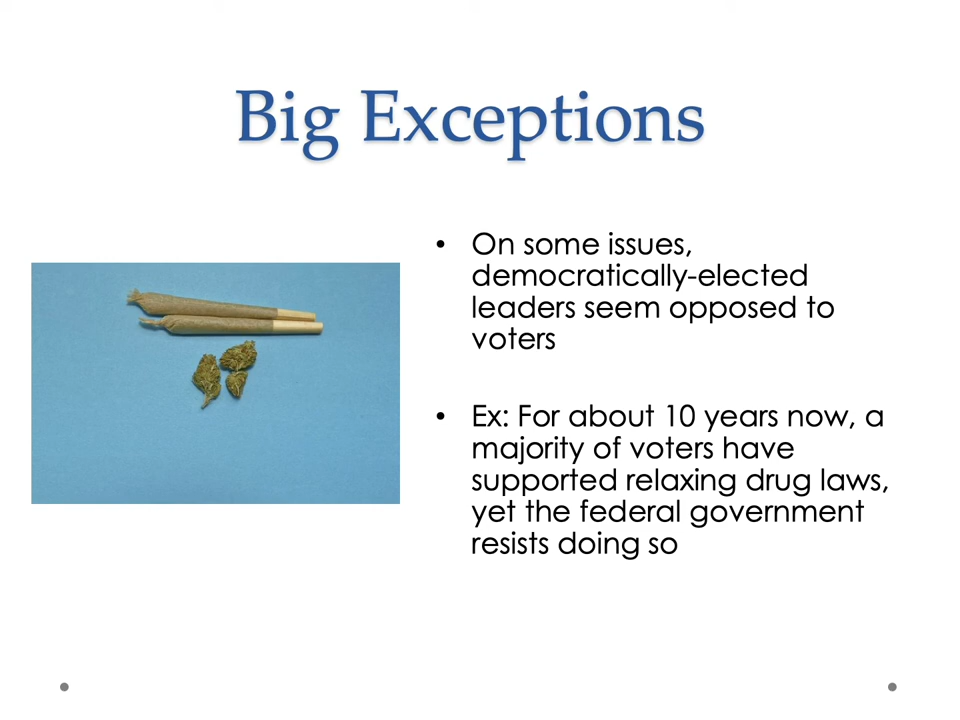 Big Exceptions
• On some issues,
democratically-elected
leaders seem opposed to
voters
• Ex: For about 10 years now, a
majority of voters have
supported relaxing drug laws,
yet the federal government
resists doing so